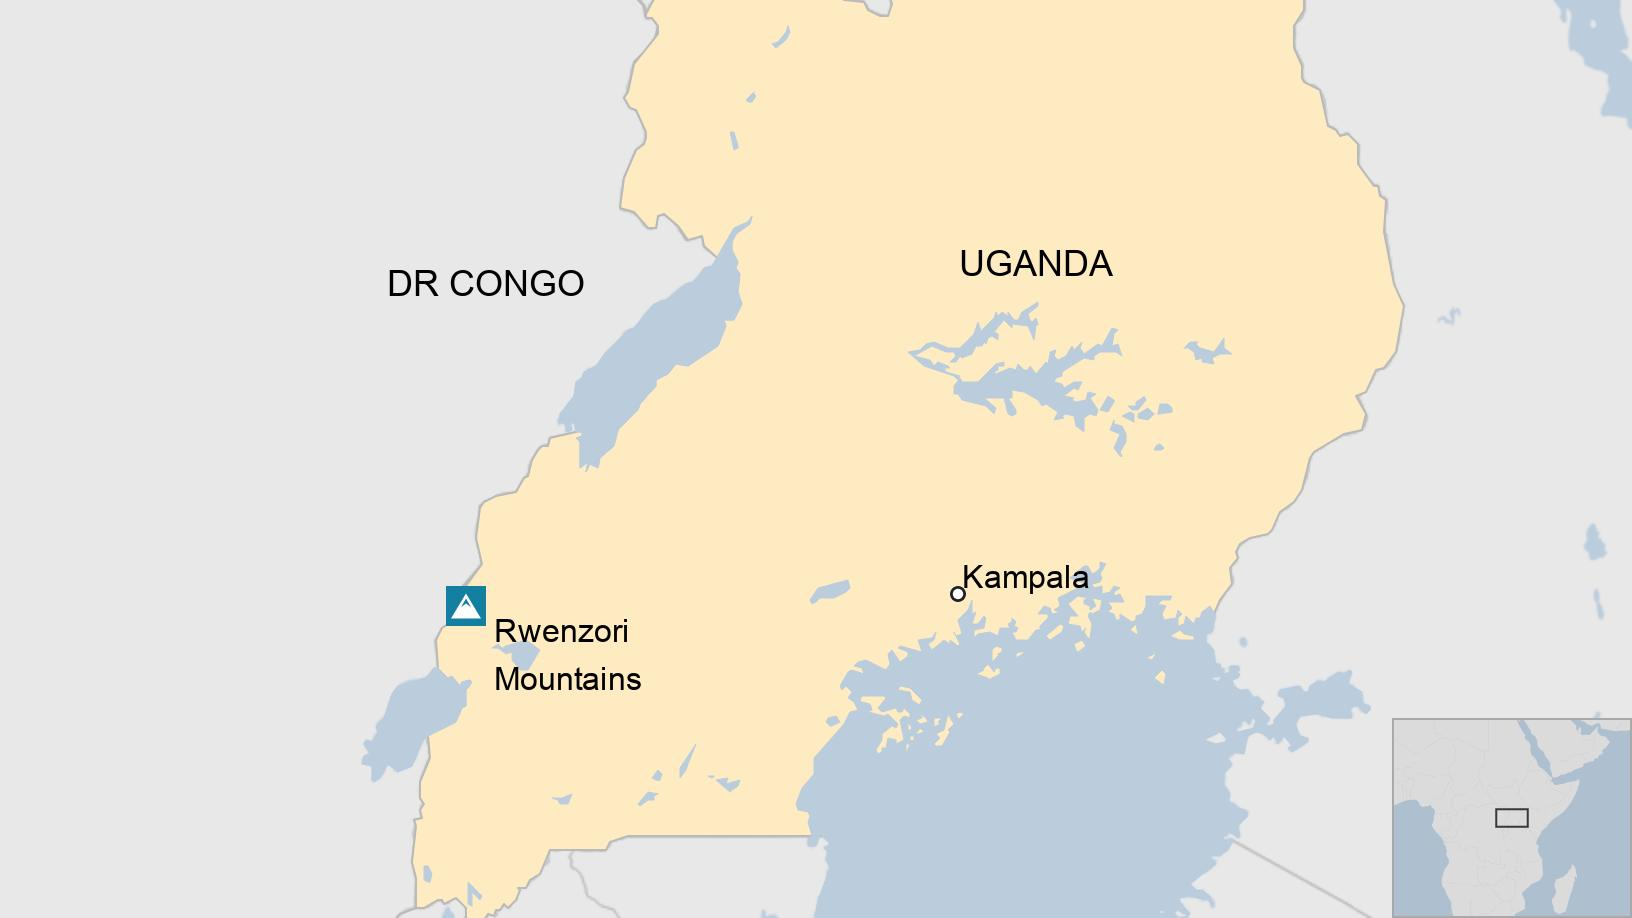 UGANDA
DR CONGO
Kampala
Rwenzori
Mountains